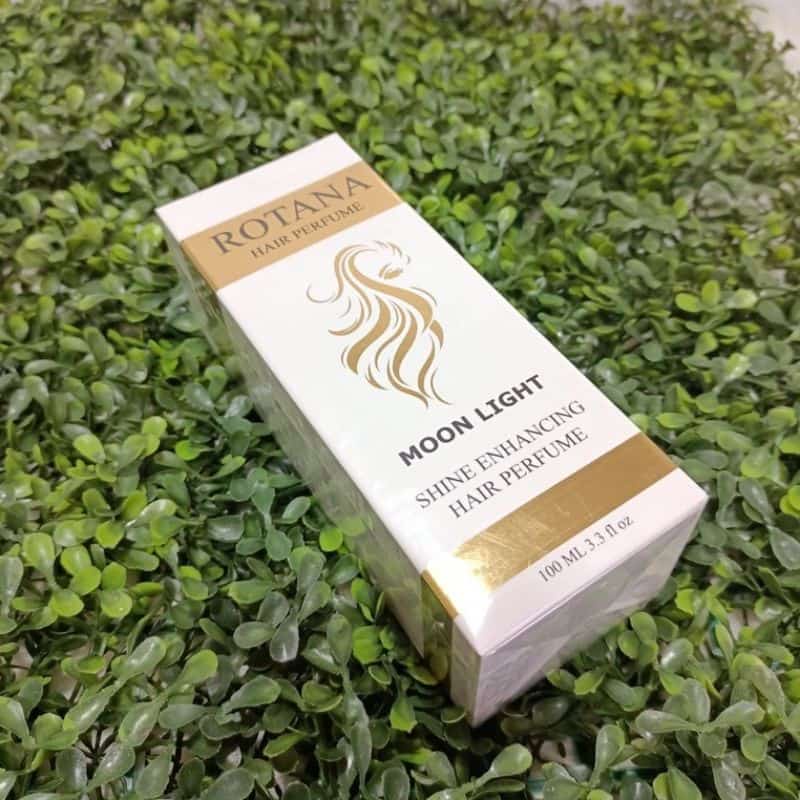 ROTANA
HAIR PERFUME
MOON LIGHT
SHINE ENHANCING
HAIR PERFUME
100 ML 3.3 fl oz